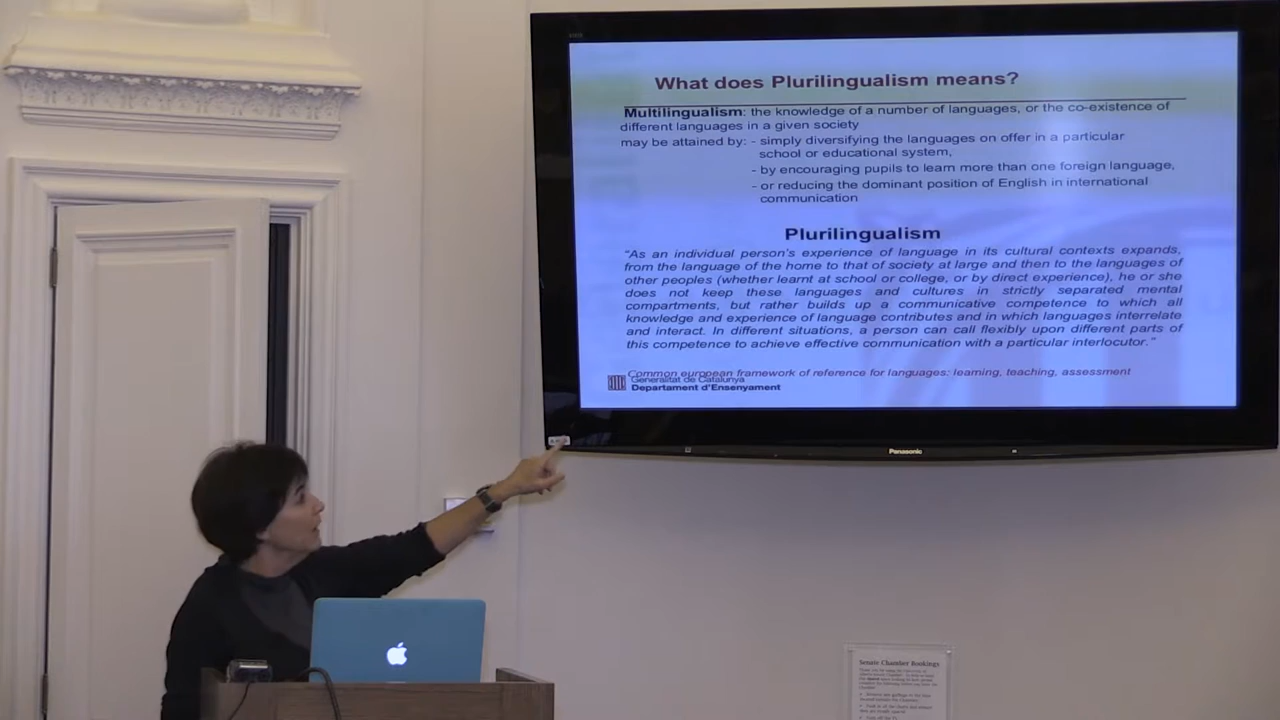 What does Plurilingualism means?
Multilingualism: the knowledge of a number of languages, or the co-existence of
different languages in a given society
may be attained by: - simply diversifying the languages on offer in a particular
school or educational system,
- by encouraging pupils to learn more than one foreign language,
- or reducing the dominant position of English in international
communication
Plurilingualism
“As an individual person’s experience of language in its cultural contexts expands,
from the language of the home to that of society at large and then to the languages of
other peoples (whether learnt at school or college, or by direct experience), he or she
does not keep these languages and cultures in strictly separated mental
compartments, but rather builds up a communicative competence to which all
knowledge and experience of language contributes and in which languages interrelate
and interact. In different situations, a person can call flexibly upon different parts of
this competence to achieve effective communication with a particular interlocutor.”
Common european framework of reference for languages: learning, teaching, assessment
Generalitat de Catalunya
Departament d'Ensenyament
Panasonic
Senate Chamber Bookings